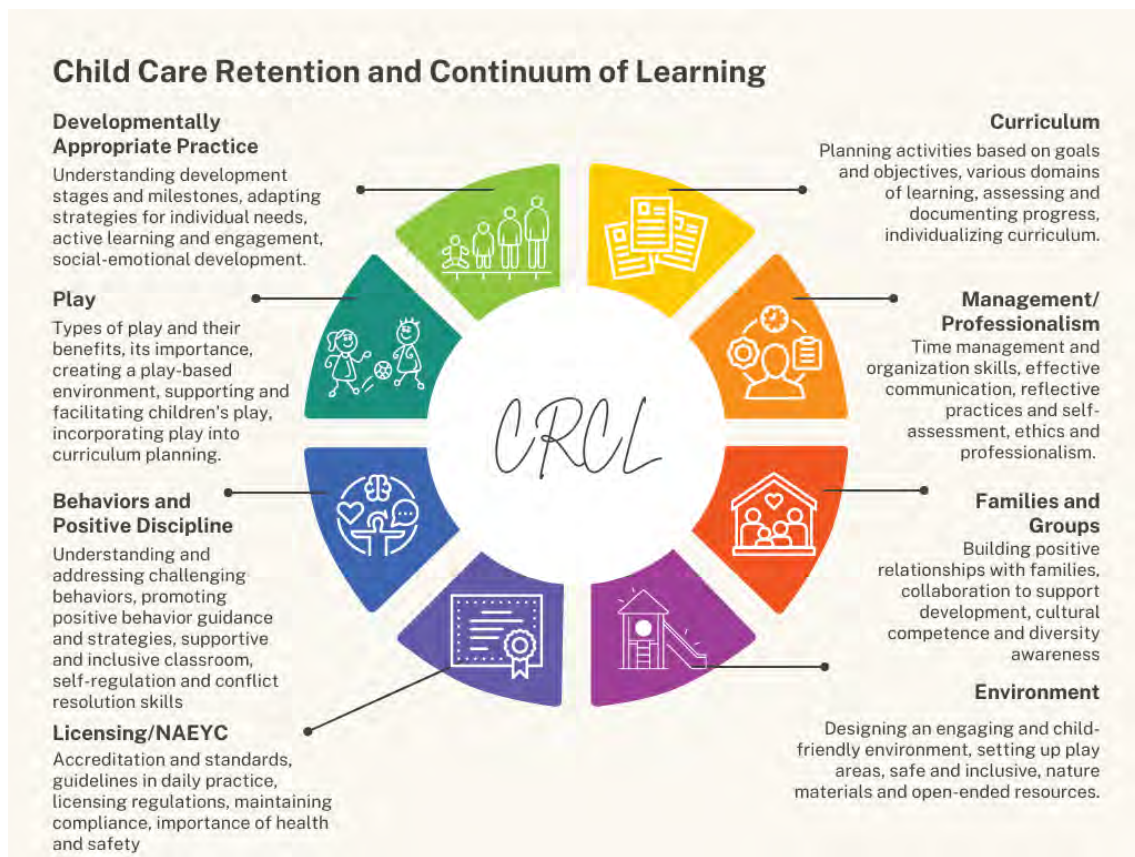 Child Care Retention and Continuum of Learning
Developmentally
Appropriate Practice
Understanding development
stages and milestones, adapting
strategies for individual needs,
active learning and engagement,
social-emotional development.
Play
Types of play and their
benefits, its importance,
creating a play-based
environment, supporting and
facilitating children's play,
incorporating play into
curriculum planning.
Behaviors and
Positive Discipline
Understanding and
addressing challenging
behaviors, promoting
positive behavior guidance
and strategies, supportive
and inclusive classroom,
self-regulation and conflict
resolution skills
Licensing/NAEYC
Accreditation and standards,
guidelines in daily practice,
licensing regulations, maintaining
compliance, importance of health
and safety
CRCL
Curriculum
Planning activities based on goals
and objectives, various domains
of learning, assessing and
documenting progress,
individualizing curriculum.
Management/
Professionalism
Time management and
organization skills, effective
communication, reflective
practices and self-
assessment, ethics and
professionalism.
Families and
Groups
Building positive
relationships with families,
collaboration to support
development, cultural
competence and diversity
awareness
Environment
Designing an engaging and child-
friendly environment, setting up play
areas, safe and inclusive, nature
materials and open-ended resources.